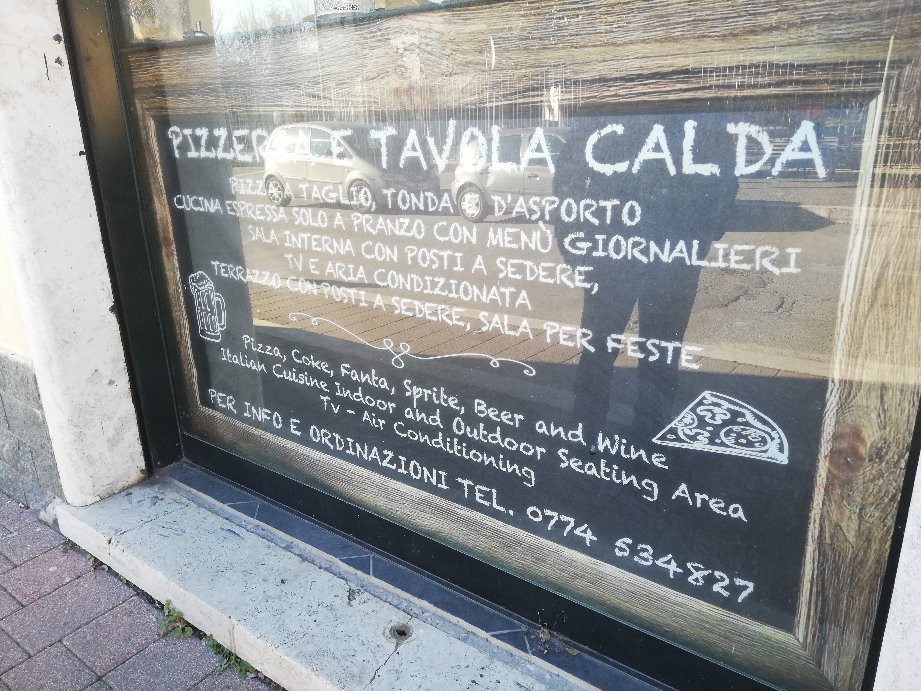 PIZZERIA E TAVOLA CALDA
PIZZA A TAGLIO, TONDA E D'ASPORTO
CUCINA ESPRESSA SOLO A PRANZO CON MENÙ GIORNALIERI
SALA INTERNA CON POSTI A SEDERE,
TV E ARIA CONDIZIONATA
TERRAZZO CON POSTI A SEDERE, SALA PER FESTE
Pizza, Coke, Fanta, Sprite, Beer and Wine
Italian Cuisine Indoor and Outdoor Seating Area
Tv - Air Conditioning
PER INFO E ORDINAZIONI TEL. 0774 534827